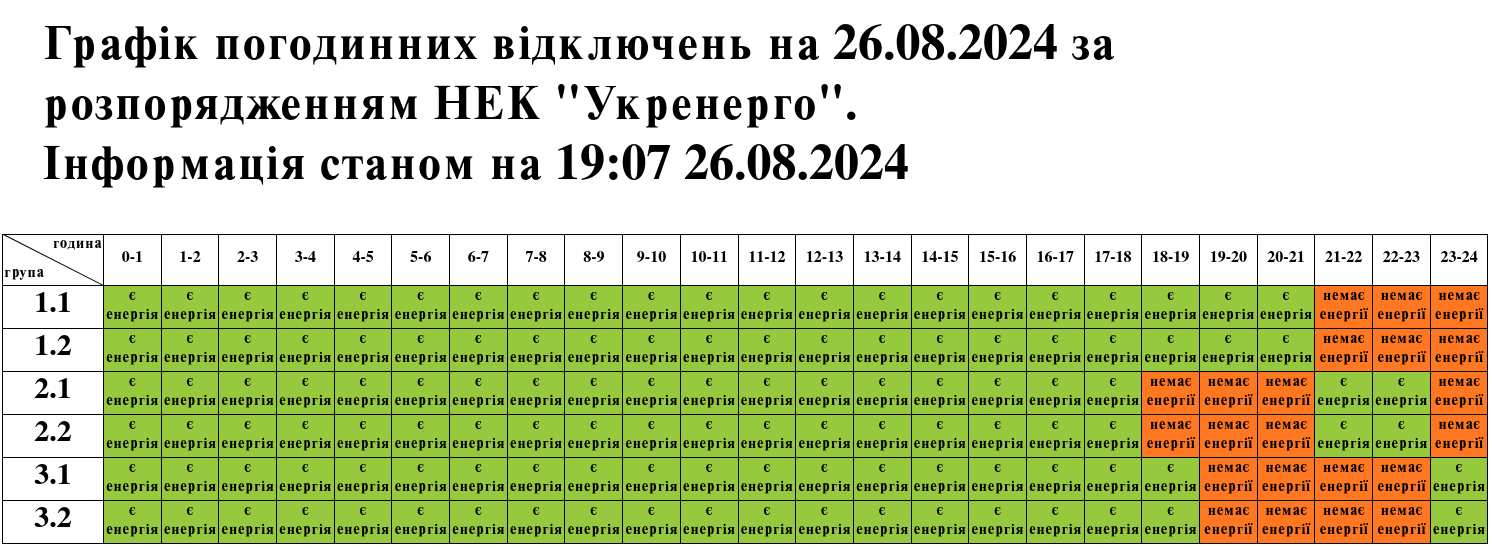 Графік погодинних відключень на 26.08.2024 за
розпорядженням НЕК "Укренерго".
Інформація станом на 19:07 26.08.2024
година
група
0-1 1-2 2-3 3-4 4-5 5-6 6-7 7-8 8-9 9-10 10-11 11-12 12-13 13-14 14-15 15-16 16-17 17-18 18-19 19-20 20-21 21-22 22-23 23-24
1.1 є енергія є енергія є енергія є енергія є енергія є енергія є енергія є енергія є енергія є енергія є енергія є енергія є енергія є енергія є енергія є енергія є енергія є енергія є енергія є енергія є енергія немає енергії немає енергії немає енергії
1.2 є енергія є енергія є енергія є енергія є енергія є енергія є енергія є енергія є енергія є енергія є енергія є енергія є енергія є енергія є енергія є енергія є енергія є енергія є енергія є енергія є енергія немає енергії немає енергії немає енергії
2.1 є енергія є енергія є енергія є енергія є енергія є енергія є енергія є енергія є енергія є енергія є енергія є енергія є енергія є енергія є енергія є енергія є енергія є енергія немає енергії немає енергії немає енергії є енергія є енергія немає енергії
2.2 є енергія є енергія є енергія є енергія є енергія є енергія є енергія є енергія є енергія є енергія є енергія є енергія є енергія є енергія є енергія є енергія є енергія є енергія немає енергії немає енергії немає енергії є енергія є енергія немає енергії
3.1 є енергія є енергія є енергія є енергія є енергія є енергія є енергія є енергія є енергія є енергія є енергія є енергія є енергія є енергія є енергія є енергія є енергія є енергія є енергія немає енергії немає енергії немає енергії немає енергії є енергія
3.2 є енергія є енергія є енергія є енергія є енергія є енергія є енергія є енергія є енергія є енергія є енергія є енергія є енергія є енергія є енергія є енергія є енергія є енергія є енергія немає енергії немає енергії немає енергії немає енергії є енергія